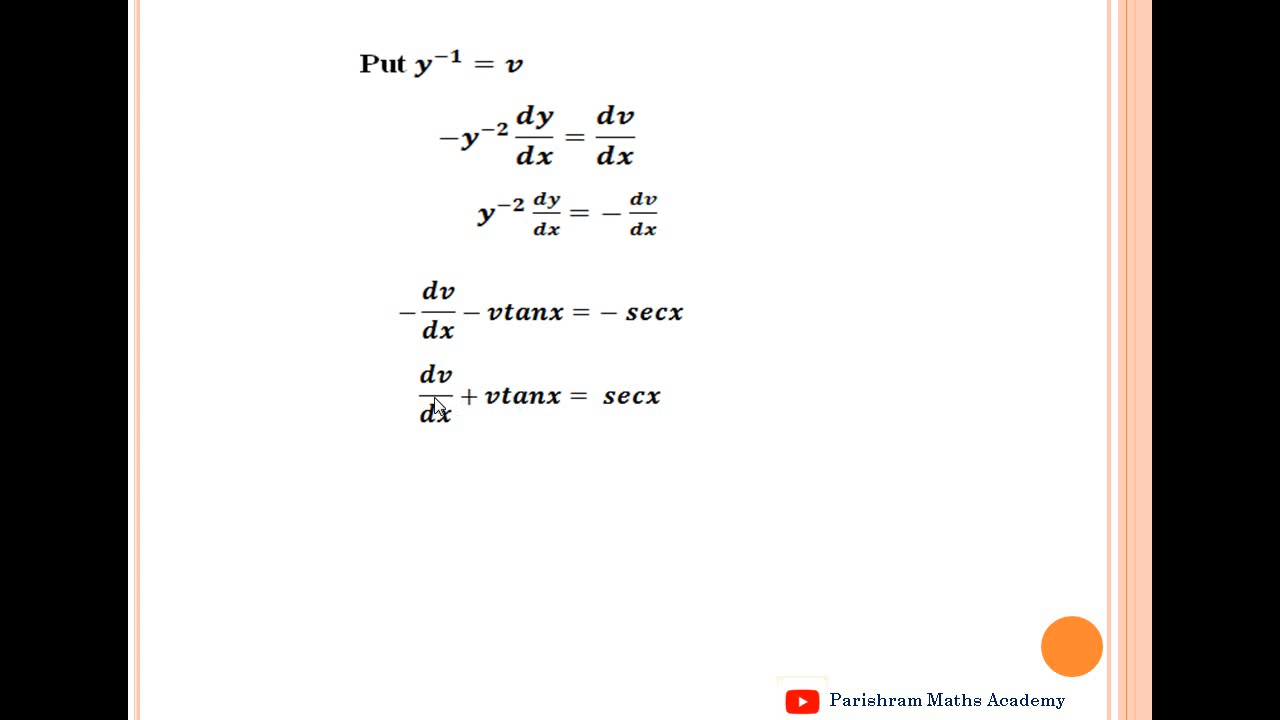 Put y⁻¹ = v
−y⁻² dy/dx = dv/dx
y⁻² dy/dx = − dv/dx
− dv/dx − vtanx = − secx
dv/dx + vtanx = secx
Parishram Maths Academy